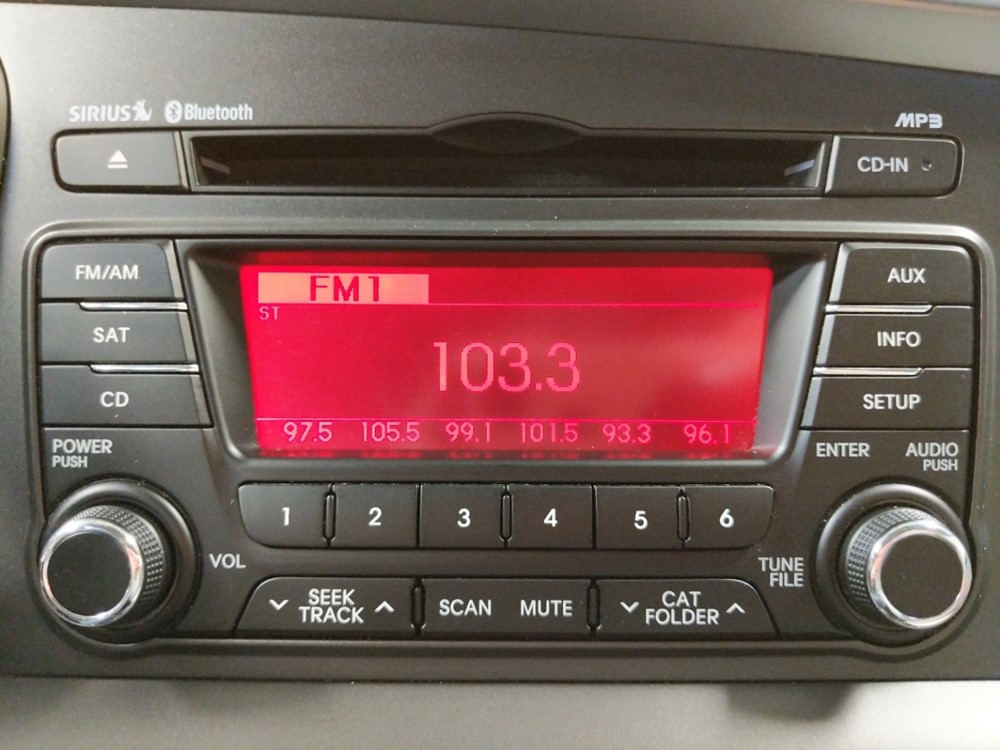 SIRIUS Bluetooth
MP3
CD-IN
FM/AM
SAT
CD
FM1
ST
103.3
97.5 105.5 99.1 101.5 93.3 96.1
AUX
INFO
SETUP
POWER
PUSH
ENTER
AUDIO
PUSH
1 2 3 4 5 6
VOL
TUNE
FILE
SEEK
TRACK
SCAN MUTE
CAT
FOLDER